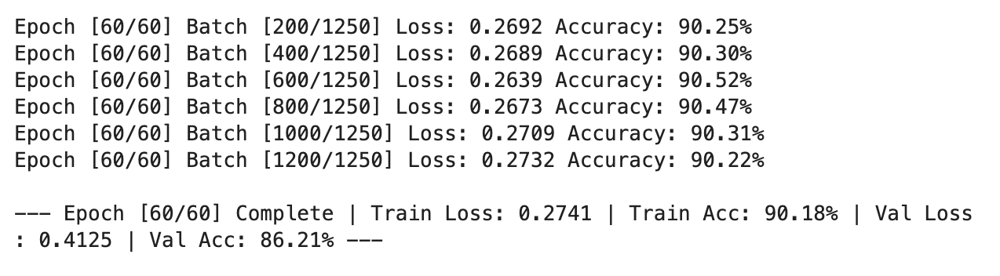 Epoch [60/60] Batch [200/1250] Loss: 0.2692 Accuracy: 90.25%
Epoch [60/60] Batch [400/1250] Loss: 0.2689 Accuracy: 90.30%
Epoch [60/60] Batch [600/1250] Loss: 0.2639 Accuracy: 90.52%
Epoch [60/60] Batch [800/1250] Loss: 0.2673 Accuracy: 90.47%
Epoch [60/60] Batch [1000/1250] Loss: 0.2709 Accuracy: 90.31%
Epoch [60/60] Batch [1200/1250] Loss: 0.2732 Accuracy: 90.22%
--- Epoch [60/60] Complete | Train Loss: 0.2741 | Train Acc: 90.18% | Val Loss
: 0.4125 | Val Acc: 86.21% ---